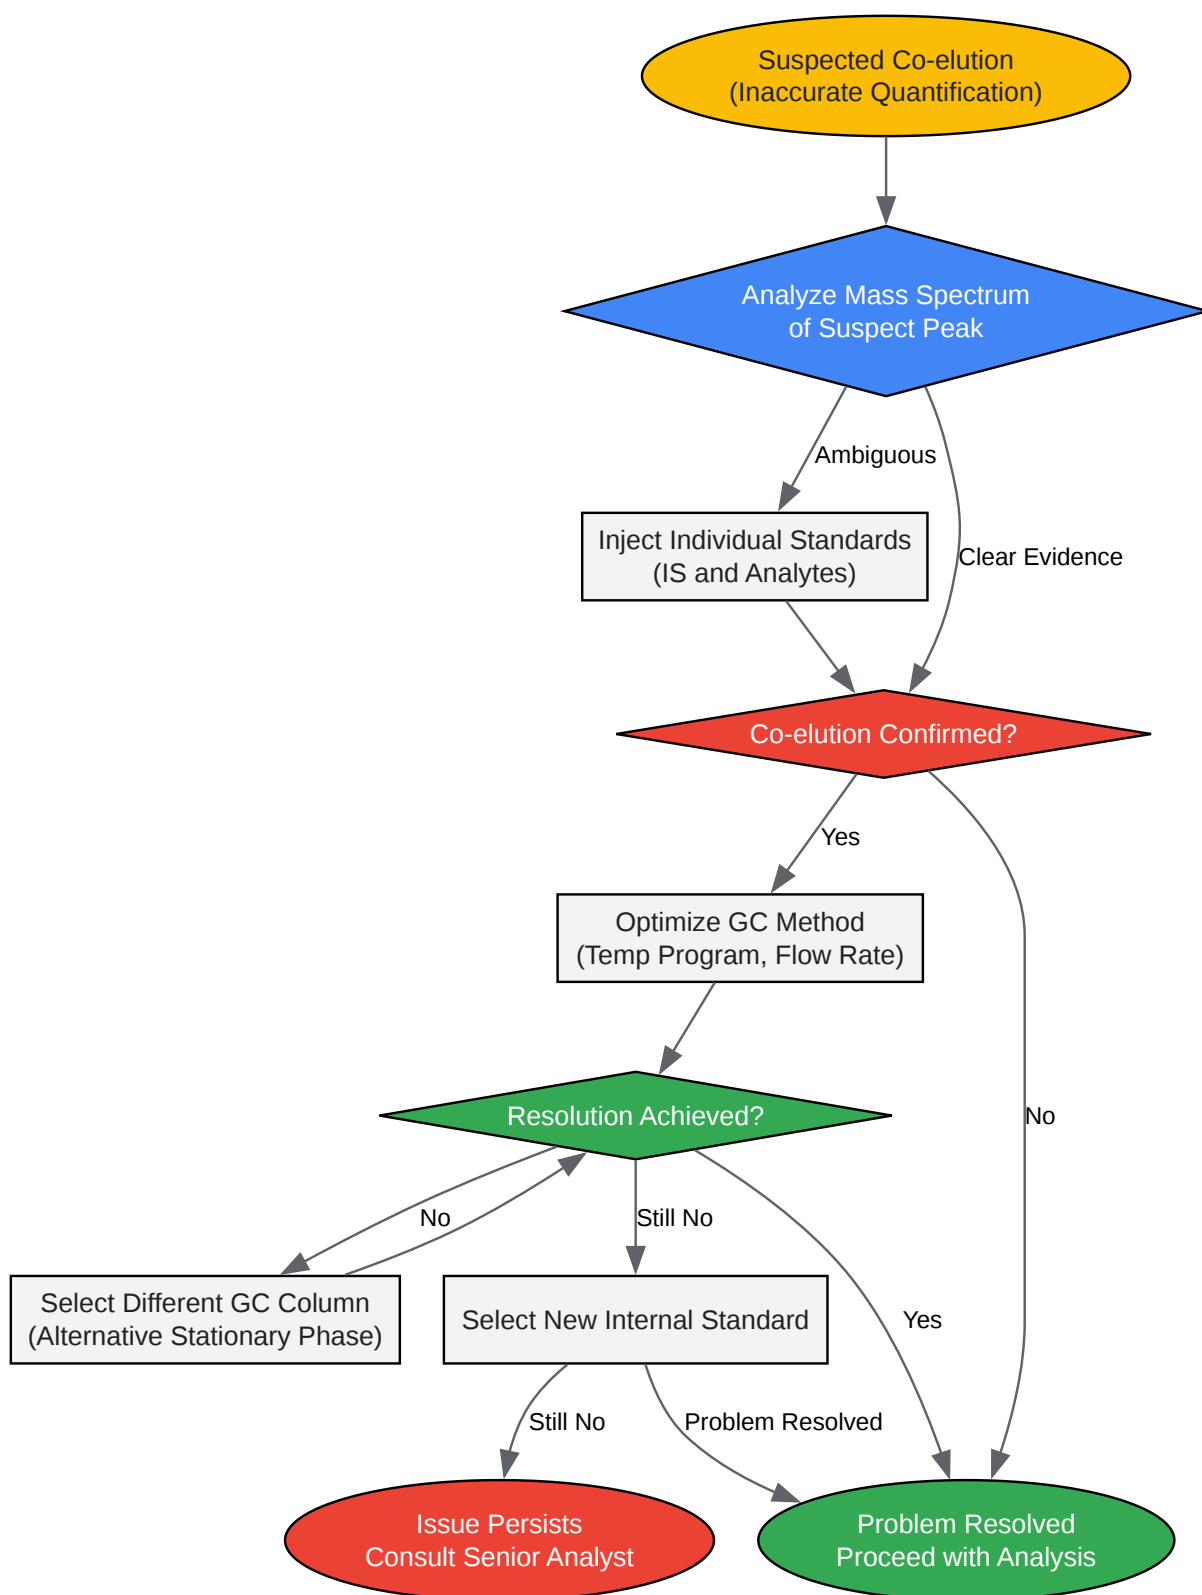 Suspected Co-elution
(Inaccurate Quantification)
Analyze Mass Spectrum
of Suspect Peak
Ambiguous
Inject Individual Standards
(IS and Analytes)
Clear Evidence
Co-elution Confirmed?
Yes
Optimize GC Method
(Temp Program, Flow Rate)
Resolution Achieved?
No
No
Still No
Select Different GC Column
(Alternative Stationary Phase)
Select New Internal Standard
Yes
Still No
Problem Resolved
Issue Persists
Consult Senior Analyst
Problem Resolved
Proceed with Analysis